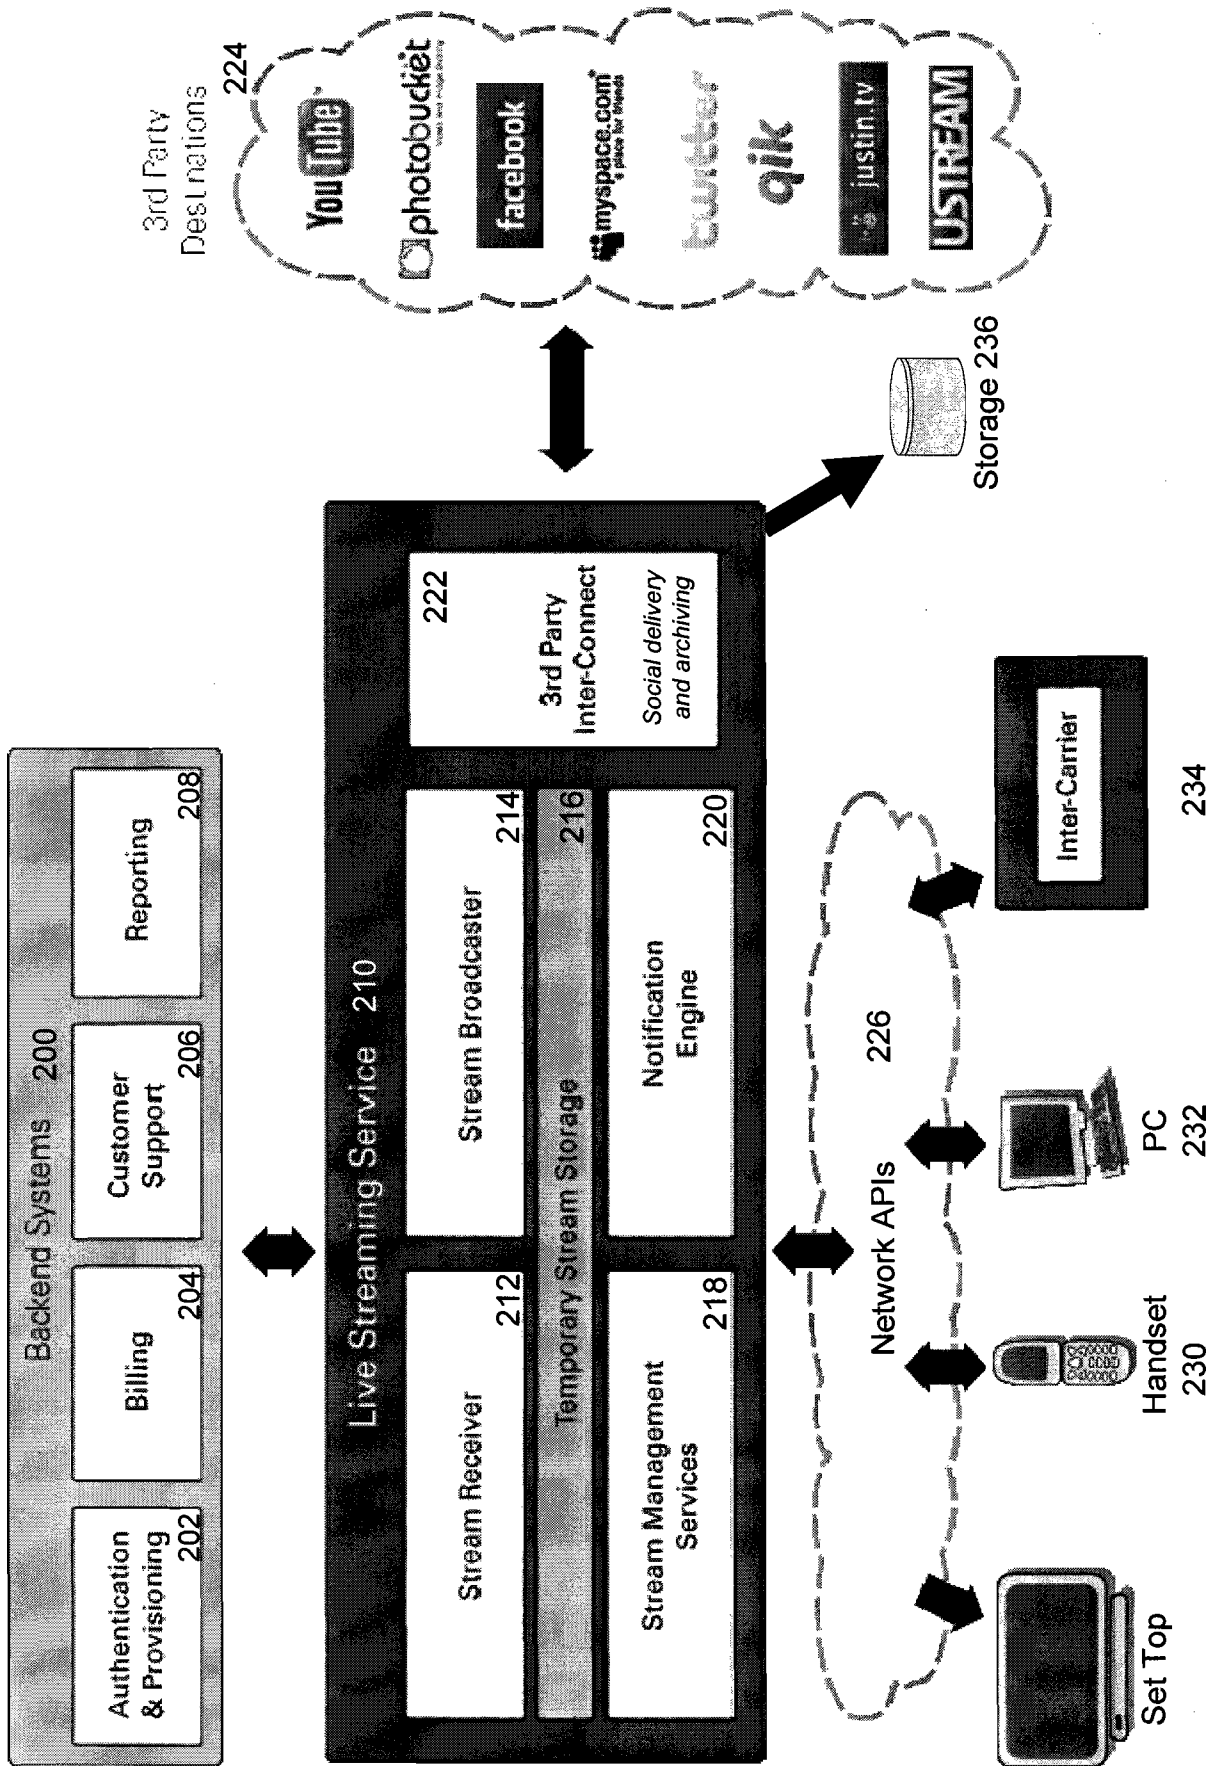 Backend Systems 200
Authentication
& Provisioning
202
Billing
204
Customer
Support
206
Reporting
208
Live Streaming Service 210
Stream Receiver
212
Stream Broadcaster
214
Temporary Stream Storage 216
Stream Management
Services
218
Notification
Engine
220
222
3rd Party
Inter-Connect
Social delivery
and archiving
3rd Party
Destinations
224
YouTube
photobucket
facebook
myspace.com
a place for friends
twitter
qik
justin.tv
USTREAM
Storage 236
Network APIs
226
Set Top
Handset
230
PC
232
Inter-Carrier
234